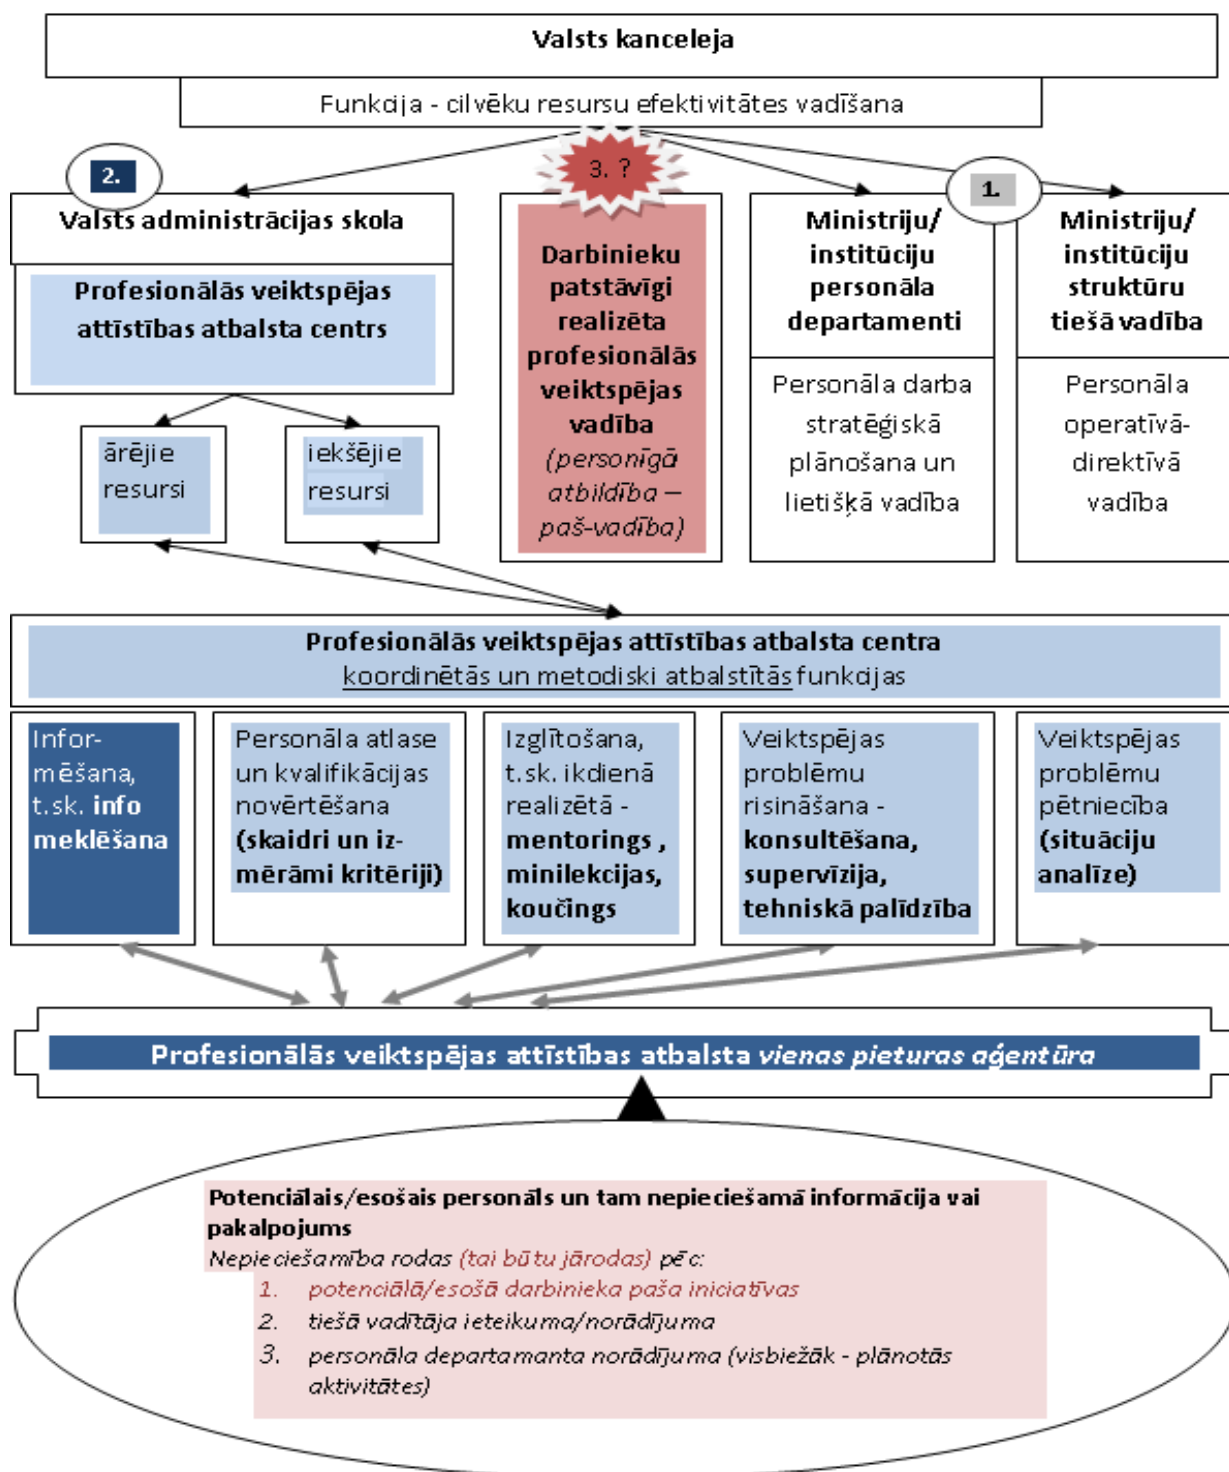 Valsts kanceleja
Funkcija - cilvēku resursu efektivitātes vadīšana
2.
3. ?
1.
Valsts administrācijas skola
Profesionālās veiktspējas
attīstības atbalsta centrs
ārējie
resursi
iekšējie
resursi
Darbinieku
patstāvīgi
realizēta
profesionālās
veiktspējas
vadība
(personīgā
atbildība –
paš-vadība)
Ministriju/
institūciju
personāla
departamenti
Personāla darba
stratēģiskā
plānošana un
lietišķā vadība
Ministriju/
institūciju
struktūru
tiešā vadība
Personāla
operatīvā-
direktīvā
vadība
Profesionālās veiktspējas attīstības atbalsta centra
koordinētās un metodiski atbalstītās funkcijas
Infor-
mēšana,
t.sk. info
meklēšana
Personāla atlase
un kvalifikācijas
novērtēšana
(skaidri un iz-
mērāmi kritēriji)
Izglītošana,
t.sk. ikdienā
realizētā -
mentorings ,
minilekcijas,
koučings
Veiktspējas
problēmu
risināšana -
konsultēšana,
supervīzija,
tehniskā palīdzība
Veiktspējas
problēmu
pētniecība
(situāciju
analīze)
Profesionālās veiktspējas attīstības atbalsta vienas pieturas aģentūra
Potenciālais/esošais personāls un tam nepieciešamā informācija vai
pakalpojums
Nepieciešamība rodas (tai būtu jārodas) pēc:
1. potenciālā/esošā darbinieka paša iniciatīvas
2. tiešā vadītāja ieteikuma/norādījuma
3. personāla departamanta norādījuma (visbiežāk - plānotās
aktivitātes)